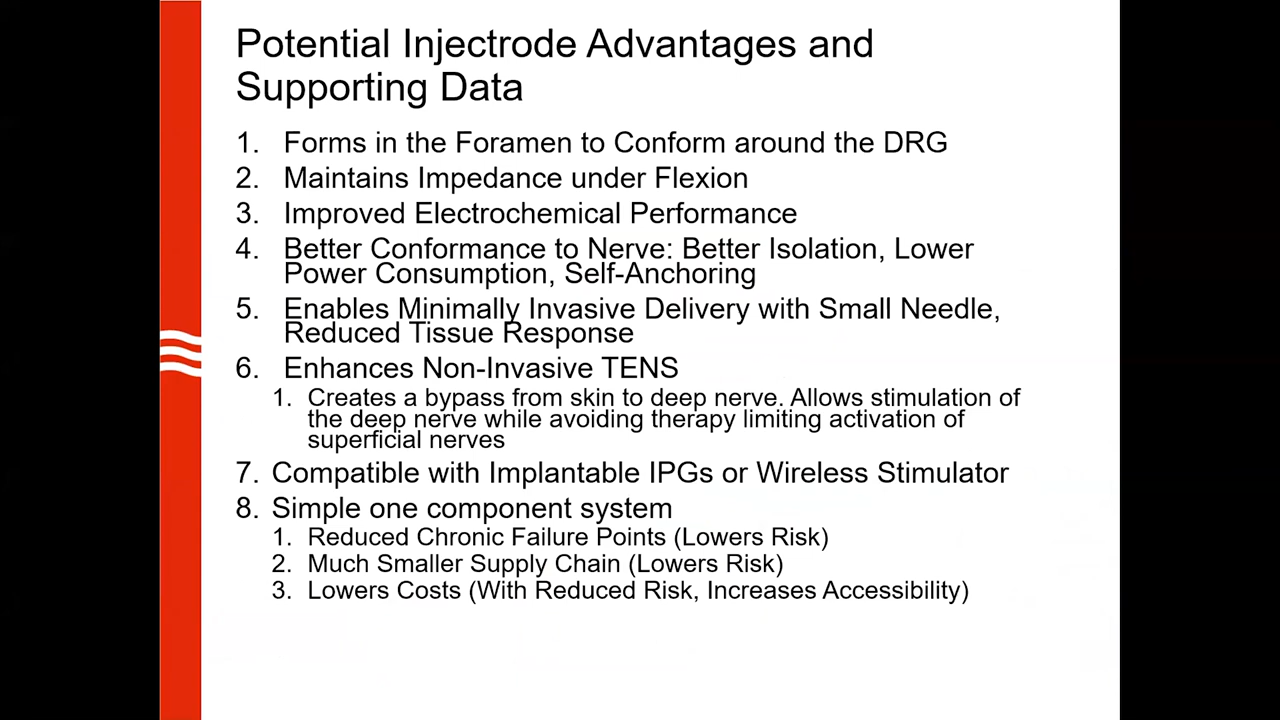 Potential Injectrode Advantages and
Supporting Data
1. Forms in the Foramen to Conform around the DRG
2. Maintains Impedance under Flexion
3. Improved Electrochemical Performance
4. Better Conformance to Nerve: Better Isolation, Lower
Power Consumption, Self-Anchoring
5. Enables Minimally Invasive Delivery with Small Needle,
Reduced Tissue Response
6. Enhances Non-Invasive TENS
1. Creates a bypass from skin to deep nerve. Allows stimulation of
the deep nerve while avoiding therapy limiting activation of
superficial nerves
7. Compatible with Implantable IPGs or Wireless Stimulator
8. Simple one component system
1. Reduced Chronic Failure Points (Lowers Risk)
2. Much Smaller Supply Chain (Lowers Risk)
3. Lowers Costs (With Reduced Risk, Increases Accessibility)